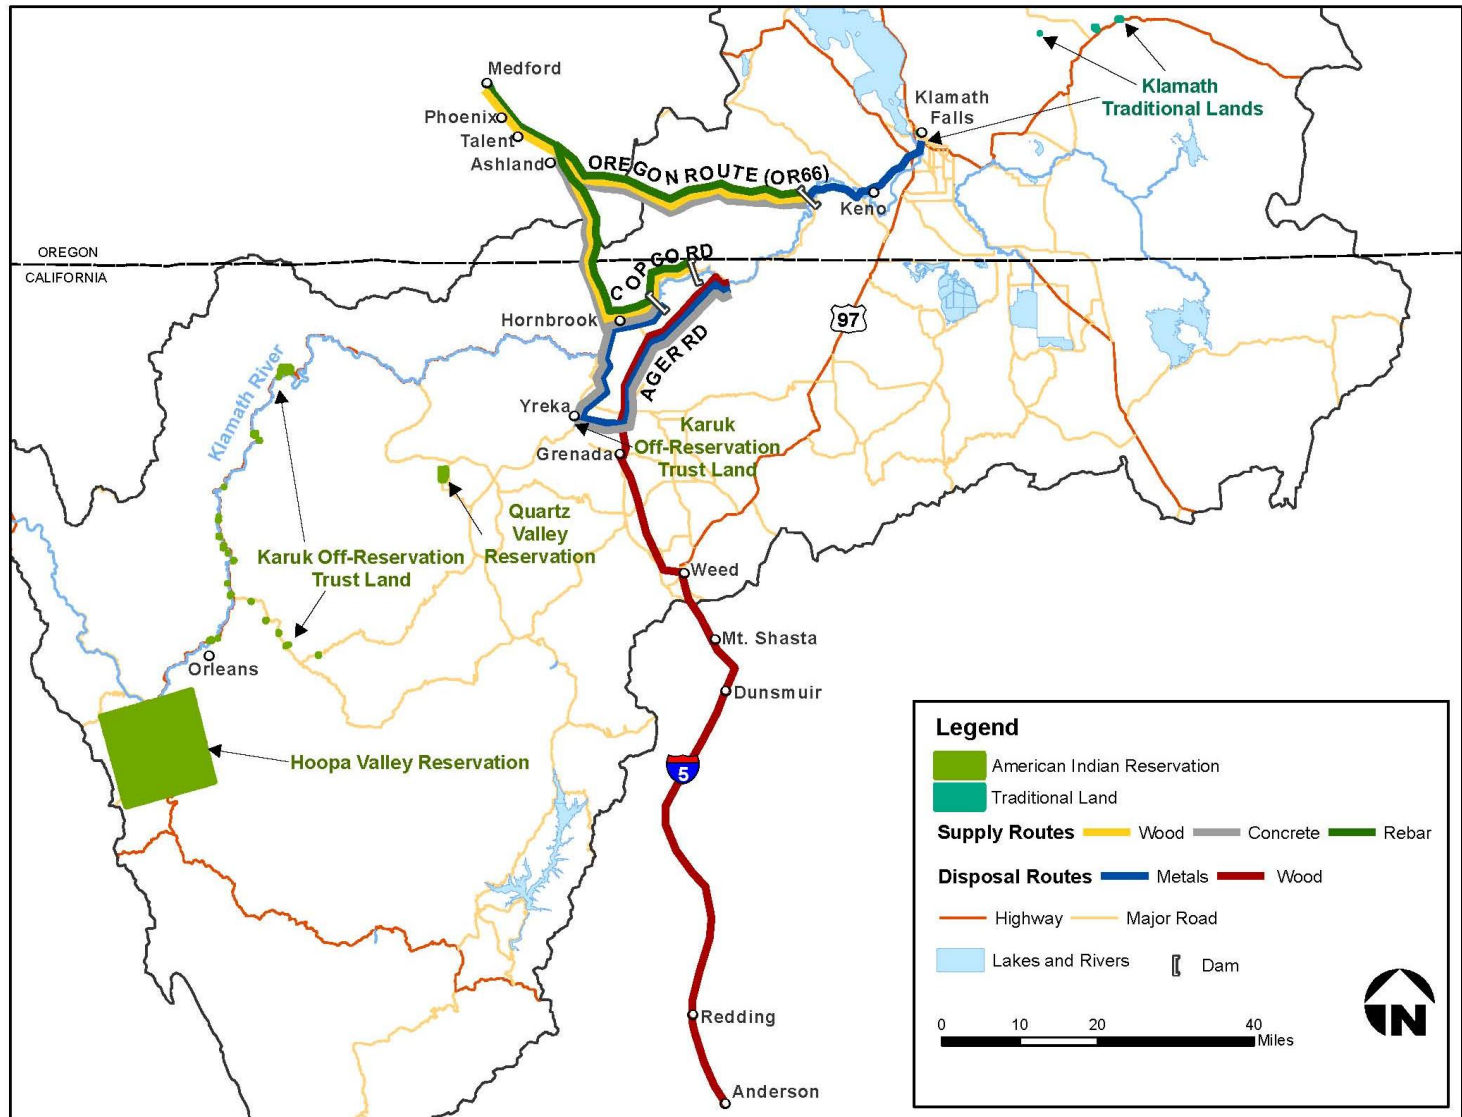 Medford
Phoenix
Talent
Ashland
OREGON ROUTE (OR66)
Klamath
Falls
Klamath
Traditional Lands
Keno
OREGON
CALIFORNIA
COPCO RD
Hornbrook
AGER RD
97
Klamath River
Yreka
Grenada
Karuk
Off-Reservation
Trust Land
Quartz
Valley
Reservation
Karuk Off-Reservation
Trust Land
Weed
Mt. Shasta
Orleans
Dunsmuir
Hoopa Valley Reservation
5
Redding
Anderson
Legend
American Indian Reservation
Traditional Land
Supply Routes Wood Concrete Rebar
Disposal Routes Metals Wood
Highway Major Road
Lakes and Rivers Dam
0 10 20 40
Miles
N